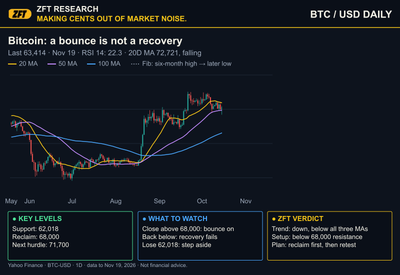 ZFT
ZFT RESEARCH
MAKING CENTS OUT OF MARKET NOISE.
BTC / USD DAILY
Bitcoin: a bounce is not a recovery
Last 63,414 · Nov 19 · RSI 14: 22.3 · 20D MA 72,721, falling
20 MA
50 MA
100 MA
Fib: six-month high → later low
May Jun Jul Aug Sep Oct Nov
KEY LEVELS
Support: 62,018
Reclaim: 68,000
Next hurdle: 71,700
WHAT TO WATCH
Close above 68,000: bounce on
Back below: recovery fails
Lose 62,018: step aside
ZFT VERDICT
Trend: down, below all three MAs
Setup: below 68,000 resistance
Plan: reclaim first, then retest
Yahoo Finance · BTC-USD · 1D · data to Nov 19, 2026 · Not financial advice.